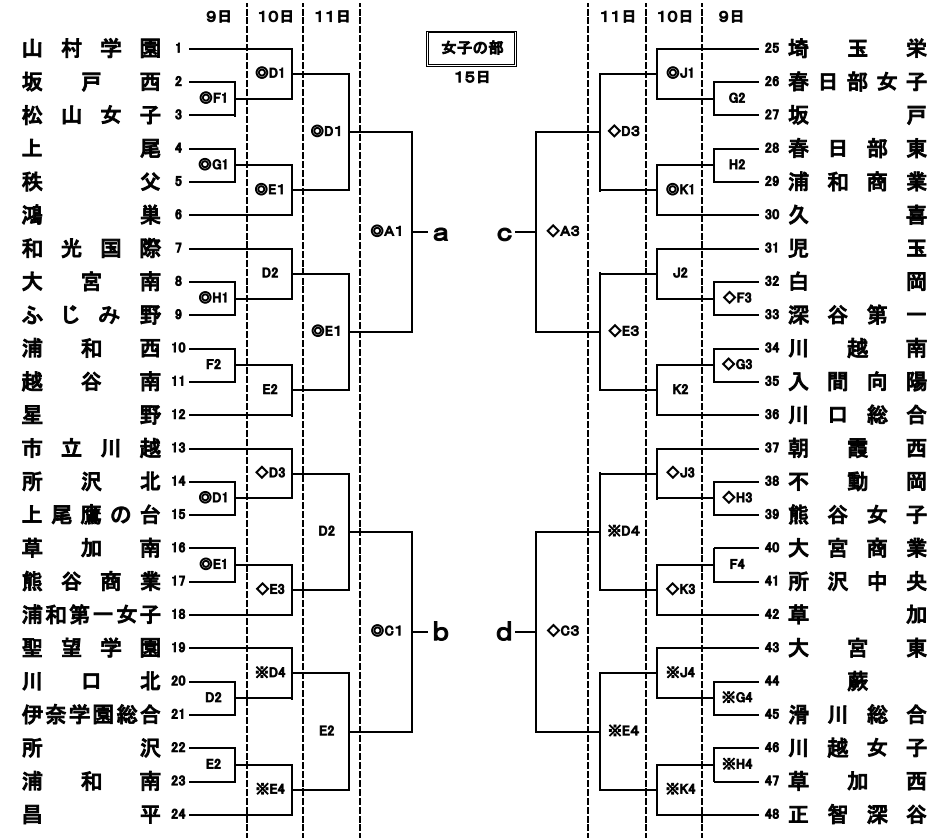 9日 10日 11日 女子の部 11日 10日 9日
15日
山村学園 1 25 埼玉栄
◎D1 ◎J1
坂戸西 2 26 春日部女子
◎F1 G2
松山女子 3 27 坂戸
◎D1 ◇D3
上尾 4 28 春日部東
◎G1 H2
秩父 5 29 浦和商業
◎E1 ◎K1
鴻巣 6 30 久喜
◎A1 a c ◇A3
和光国際 7 31 児玉
D2 J2
大宮南 8 32 白岡
◎H1 ◇F3
ふじみ野 9 33 深谷第一
◎E1 ◇E3
浦和西 10 34 川越南
F2 ◇G3
越谷南 11 35 入間向陽
E2 K2
星野 12 36 川口総合
市立川越 13 37 朝霞西
◇D3 ◇J3
所沢北 14 38 不動岡
◎D1 ◇H3
上尾鷹の台 15 39 熊谷女子
D2 ※D4
草加南 16 40 大宮商業
◎E1 F4
熊谷商業 17 41 所沢中央
◇E3 ◇K3
浦和第一女子 18 42 草加
◎C1 b d ◇C3
聖望学園 19 43 大宮東
※D4 ※J4
川口北 20 44 蕨
D2 ※G4
伊奈学園総合 21 45 滑川総合
E2 ※E4
所沢 22 46 川越女子
E2 ※H4
浦和南 23 47 草加西
※E4 ※K4
昌平 24 48 正智深谷